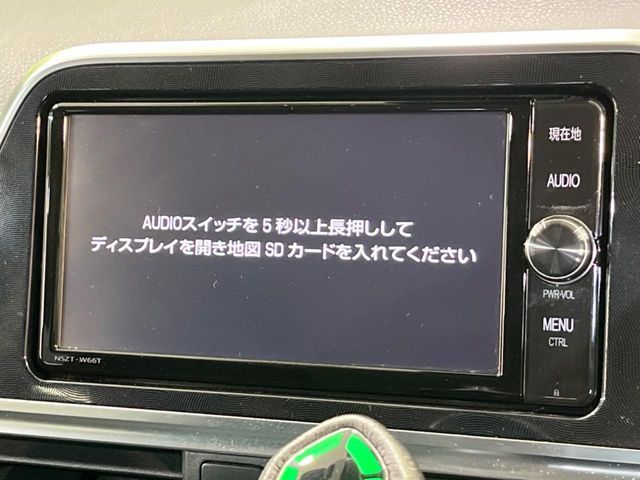 AUDIOスイッチを5秒以上長押しして
ディスプレイを開き地図SDカードを入れてください
現在地
AUDIO
PWR•VOL
MENU
CTRL
NSZT-W66T